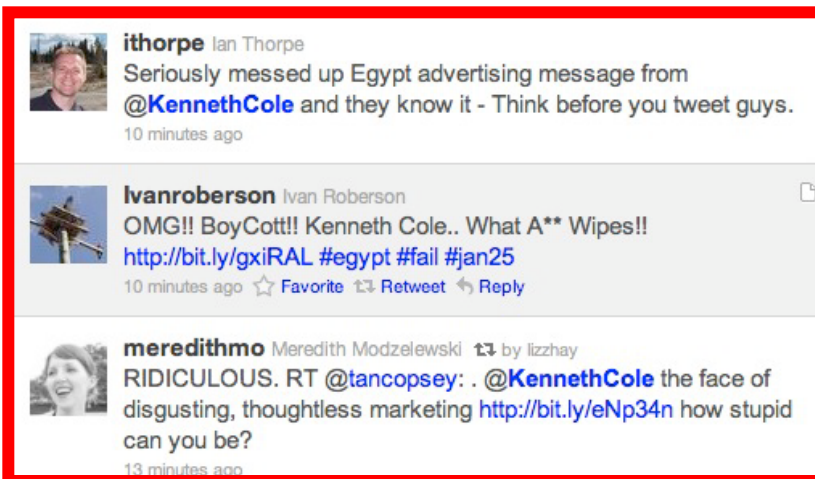 ithorpe Ian Thorpe
Seriously messed up Egypt advertising message from
@KennethCole and they know it - Think before you tweet guys.
10 minutes ago
Ivanroberson Ivan Roberson
OMG!! BoyCott!! Kenneth Cole.. What A** Wipes!!
http://bit.ly/gxiRAL #egypt #fail #jan25
10 minutes ago Favorite Retweet Reply
meredithmo Meredith Modzelewski by lizzhay
RIDICULOUS. RT @tancopsey: . @KennethCole the face of
disgusting, thoughtless marketing http://bit.ly/eNp34n how stupid
can you be?
13 minutes ago